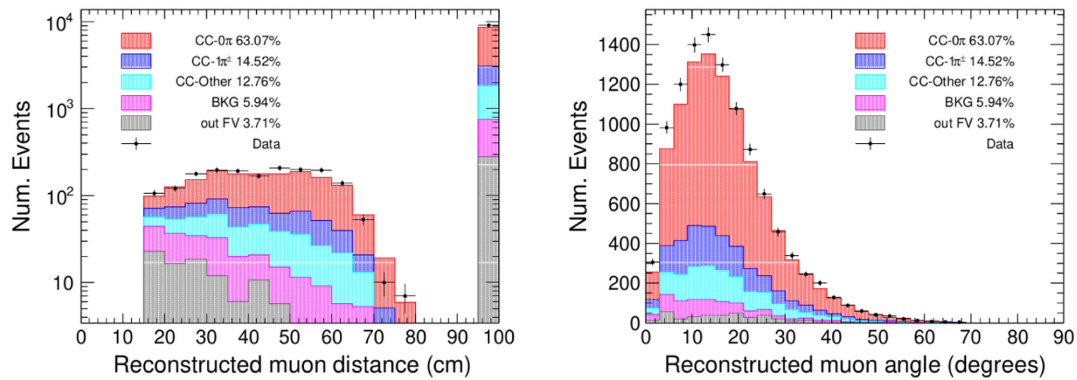 Num. Events
10⁴
10³
10²
10
CC-0π 63.07%
CC-1π± 14.52%
CC-Other 12.76%
BKG 5.94%
out FV 3.71%
Data
0 10 20 30 40 50 60 70 80 90 100
Reconstructed muon distance (cm)
Num. Events
1400
1200
1000
800
600
400
200
0
CC-0π 63.07%
CC-1π± 14.52%
CC-Other 12.76%
BKG 5.94%
out FV 3.71%
Data
0 10 20 30 40 50 60 70 80 90
Reconstructed muon angle (degrees)